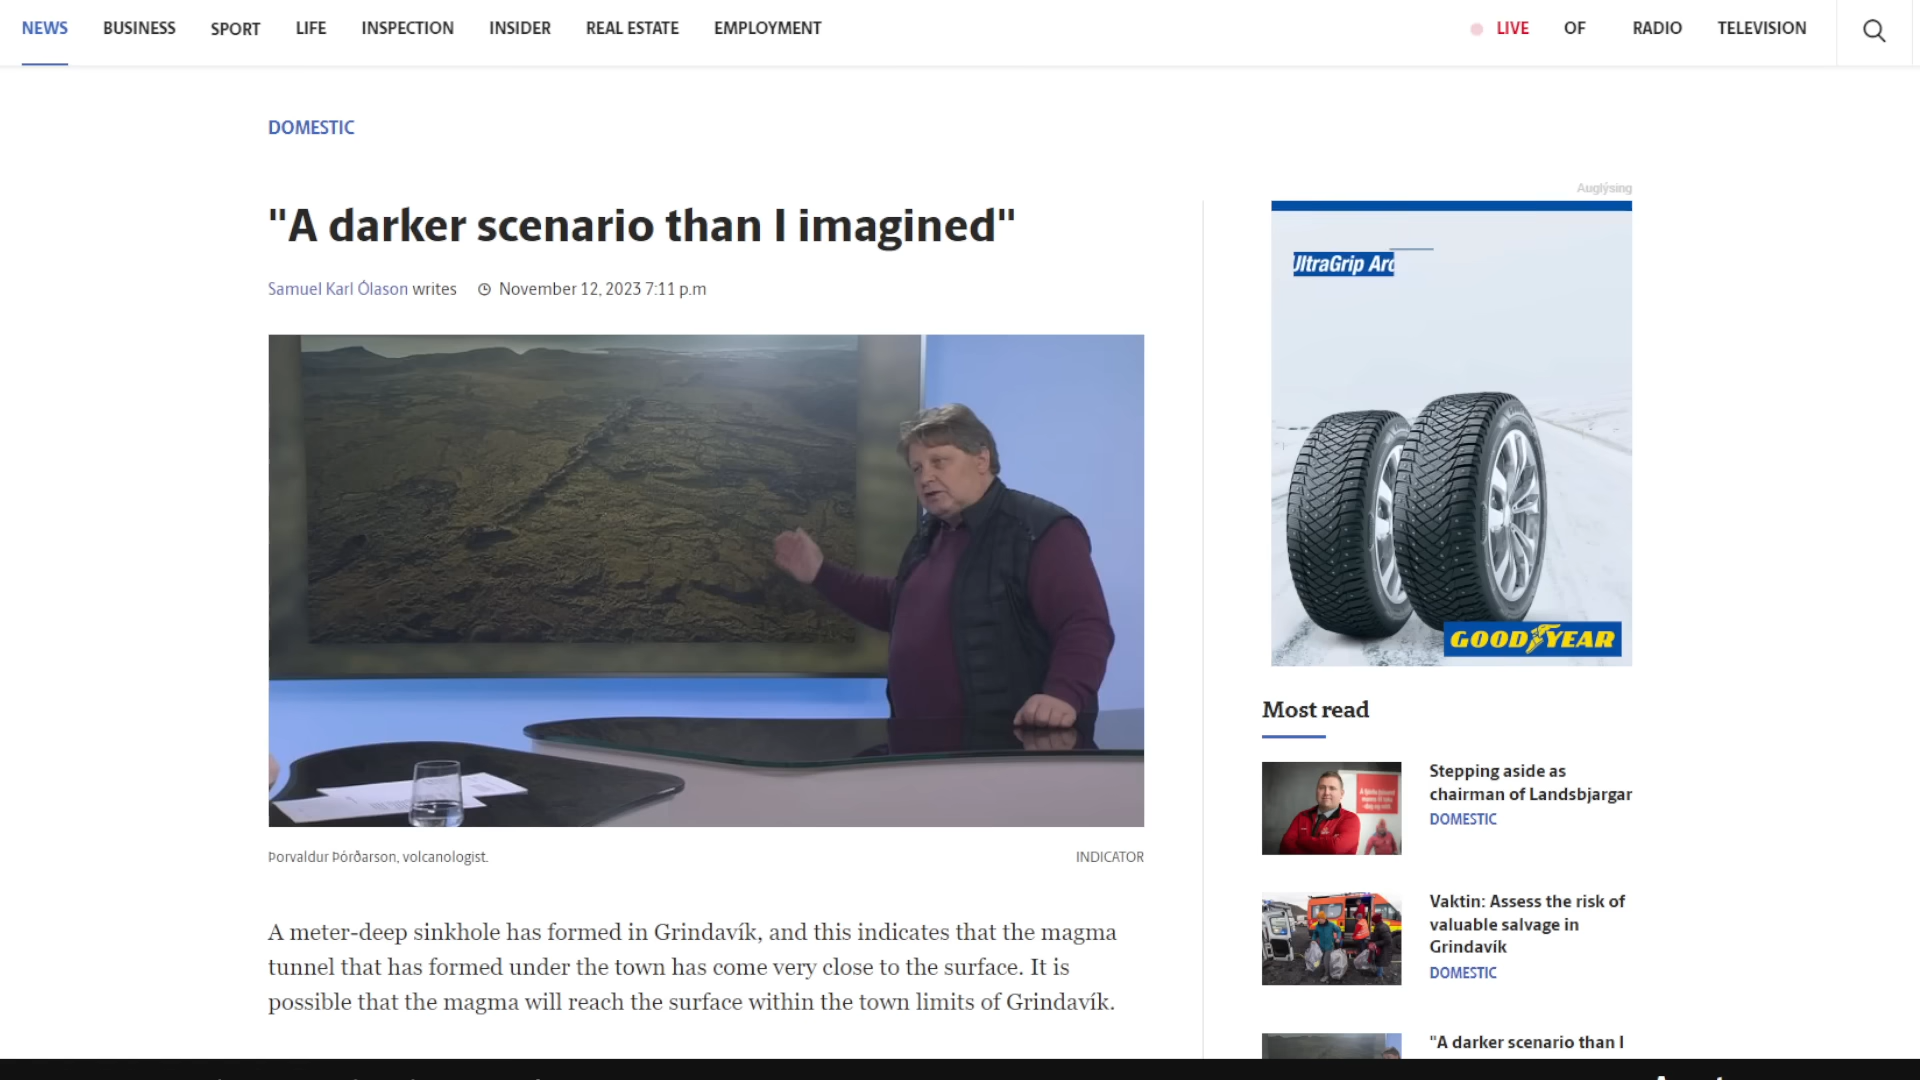 NEWS BUSINESS SPORT LIFE INSPECTION INSIDER REAL ESTATE EMPLOYMENT LIVE OF RADIO TELEVISION
DOMESTIC
"A darker scenario than I imagined"
Samuel Karl Ólason writes November 12, 2023 7:11 p.m
Þorvaldur Þórðarson, volcanologist. INDICATOR
A meter-deep sinkhole has formed in Grindavík, and this indicates that the magma
tunnel that has formed under the town has come very close to the surface. It is
possible that the magma will reach the surface within the town limits of Grindavík.
Auglýsing
UltraGrip Arc
GOODYEAR
Most read
Stepping aside as
chairman of Landsbjargar
DOMESTIC
Vaktin: Assess the risk of
valuable salvage in
Grindavík
DOMESTIC
"A darker scenario than I